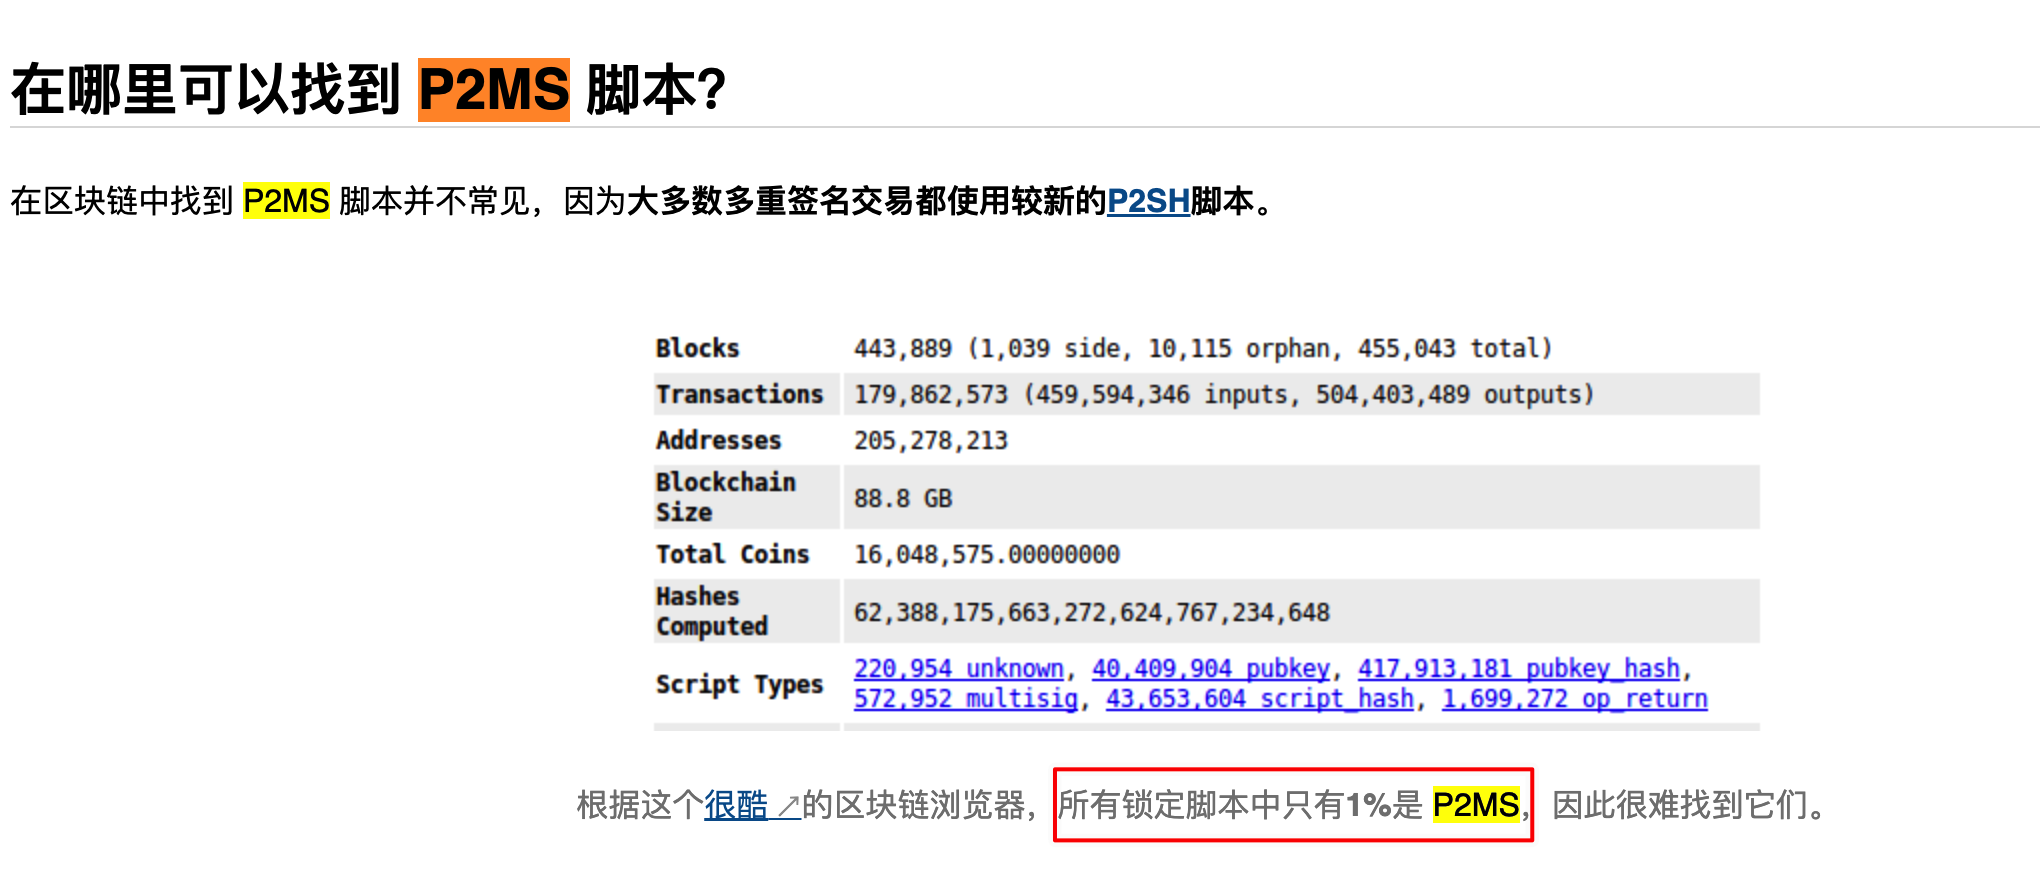 在哪里可以找到 P2MS 脚本?
在区块链中找到 P2MS 脚本并不常见，因为大多数多重签名交易都使用较新的P2SH脚本。
Blocks 443,889 (1,039 side, 10,115 orphan, 455,043 total)
Transactions 179,862,573 (459,594,346 inputs, 504,403,489 outputs)
Addresses 205,278,213
Blockchain
Size 88.8 GB
Total Coins 16,048,575.00000000
Hashes
Computed 62,388,175,663,272,624,767,234,648
Script Types 220,954 unknown, 40,409,904 pubkey, 417,913,181 pubkey_hash,
572,952 multisig, 43,653,604 script_hash, 1,699,272 op_return
根据这个很酷 ↗的区块链浏览器，所有锁定脚本中只有1%是 P2MS，因此很难找到它们。